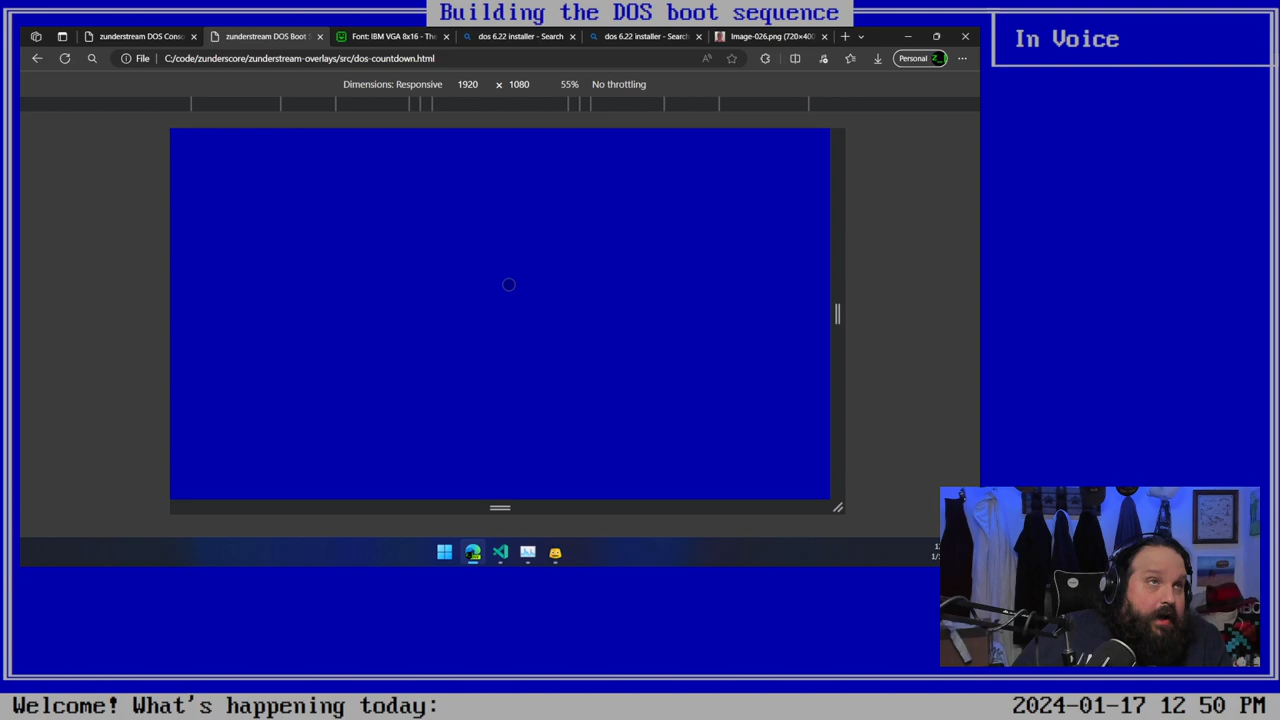 Building the DOS boot sequence
In Voice
zunderstream DOS Cons
zunderstream DOS Boot S
Font: IBM VGA 8x16 - The
dos 6.22 installer - Search
dos 6.22 installer - Search
Image-026.png (720×400
File C:/code/zunderscore/zunderstream-overlays/src/dos-countdown.html
Personal
Dimensions: Responsive 1920 × 1080 55% No throttling
Welcome! What's happening today:
2024-01-17 12 50 PM